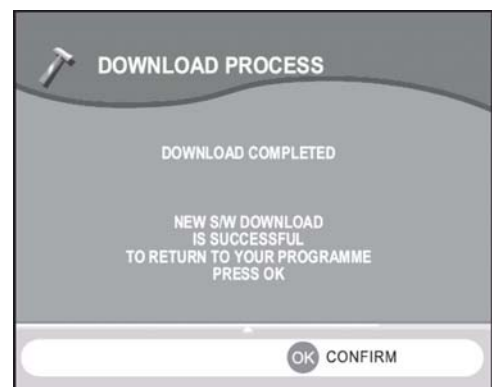 DOWNLOAD PROCESS
DOWNLOAD COMPLETED
NEW S/W DOWNLOAD
IS SUCCESSFUL
TO RETURN TO YOUR PROGRAMME
PRESS OK
OK CONFIRM